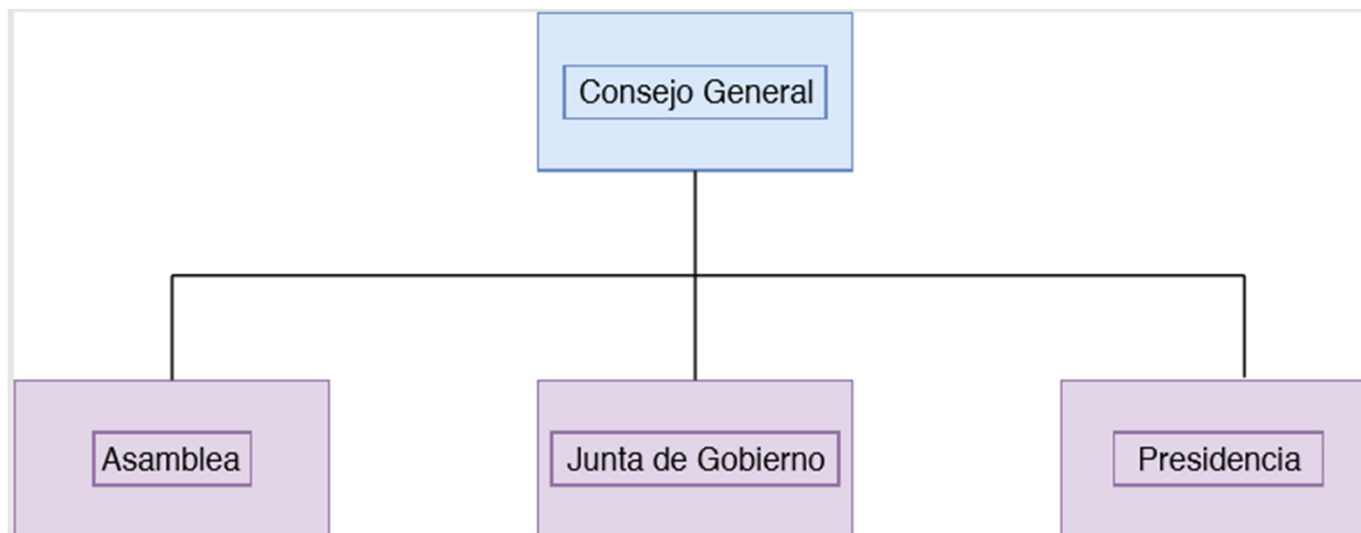 Consejo General
Asamblea
Junta de Gobierno
Presidencia